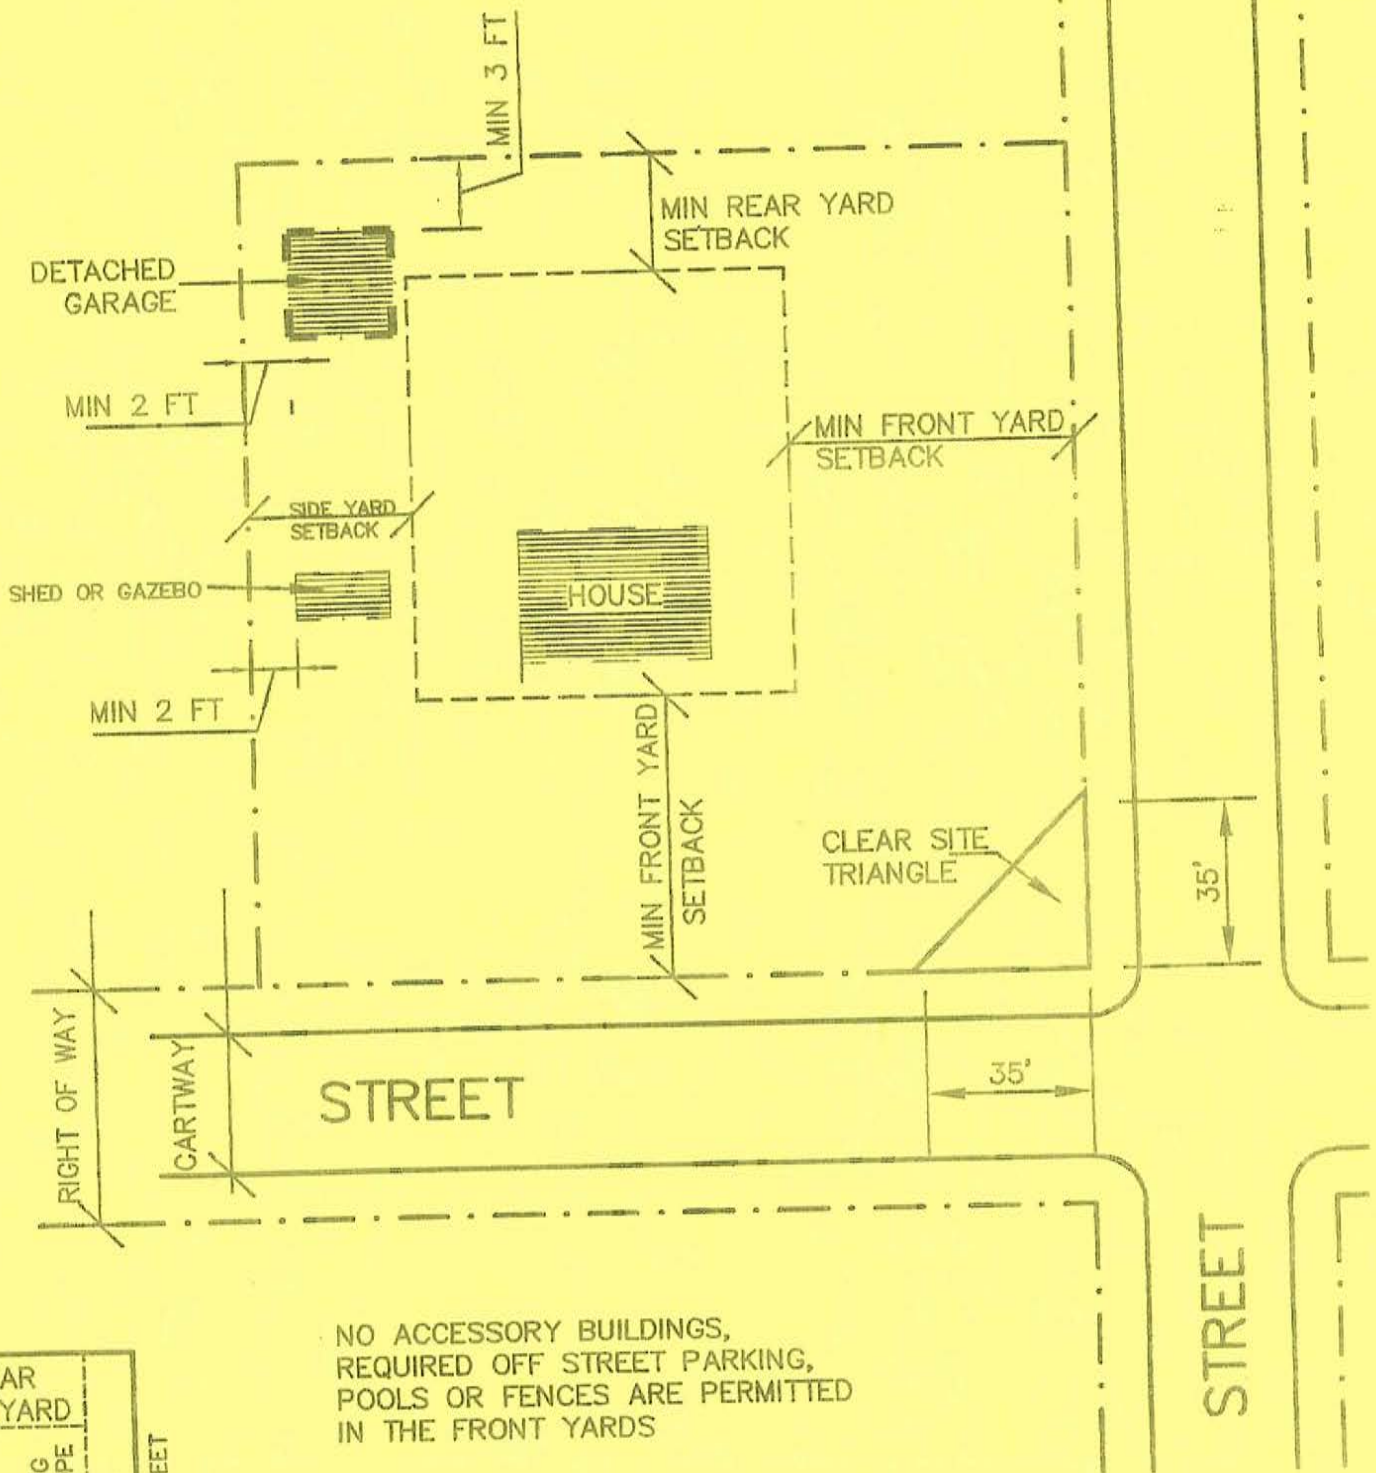 MIN 3 FT
MIN REAR YARD
SETBACK
DETACHED
GARAGE
MIN 2 FT
MIN FRONT YARD
SETBACK
SIDE YARD
SETBACK
SHED OR GAZEBO
HOUSE
MIN 2 FT
MIN FRONT YARD
SETBACK
CLEAR SITE
TRIANGLE
35'
RIGHT OF WAY
CARTWAY
STREET
35'
STREET
NO ACCESSORY BUILDINGS,
REQUIRED OFF STREET PARKING,
POOLS OR FENCES ARE PERMITTED
IN THE FRONT YARDS
AR
YARD
G
PE
EET